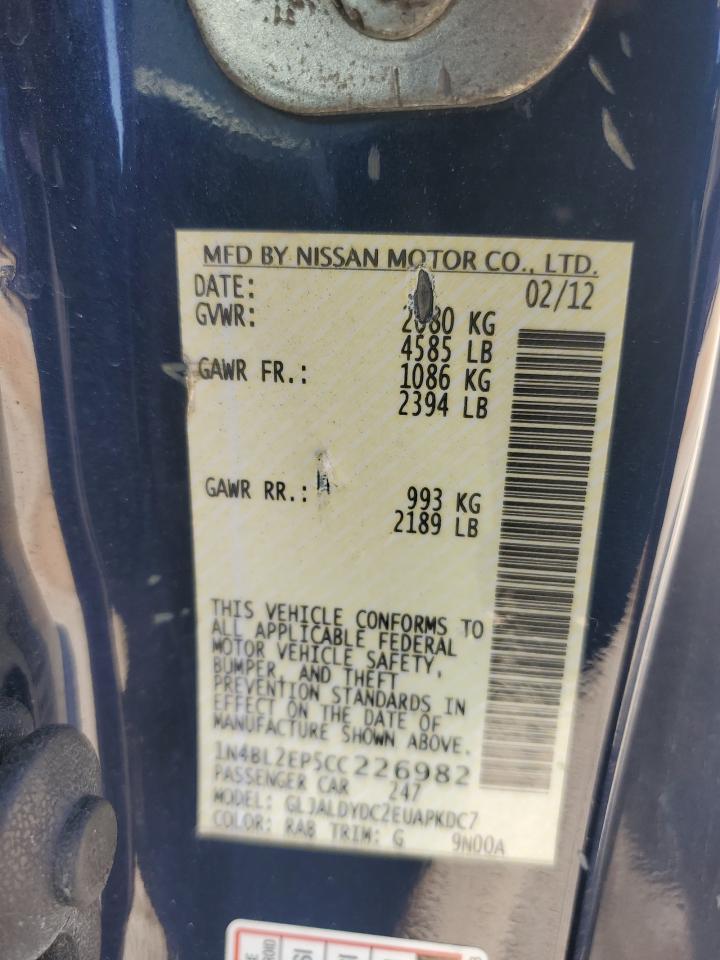 MFD BY NISSAN MOTOR CO., LTD.
DATE: 02/12
GVWR: 2080 KG
4585 LB
GAWR FR.: 1086 KG
2394 LB
GAWR RR.: 993 KG
2189 LB
THIS VEHICLE CONFORMS TO
ALL APPLICABLE FEDERAL
MOTOR VEHICLE SAFETY,
BUMPER, AND THEFT
PREVENTION STANDARDS IN
EFFECT ON THE DATE OF
MANUFACTURE SHOWN ABOVE.
1N4BL2EP5CC226982
PASSENGER CAR 247
MODEL: GL3ALDYDC2EUAPKDC7
COLOR: RAB TRIM: G 9N00A